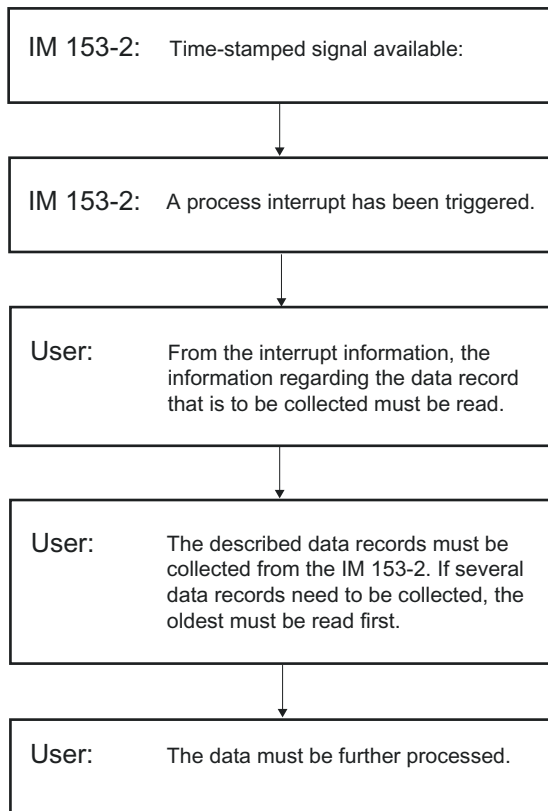 IM 153-2: Time-stamped signal available:
IM 153-2: A process interrupt has been triggered.
User: From the interrupt information, the
information regarding the data record
that is to be collected must be read.
User: The described data records must be
collected from the IM 153-2. If several
data records need to be collected, the
oldest must be read first.
User: The data must be further processed.